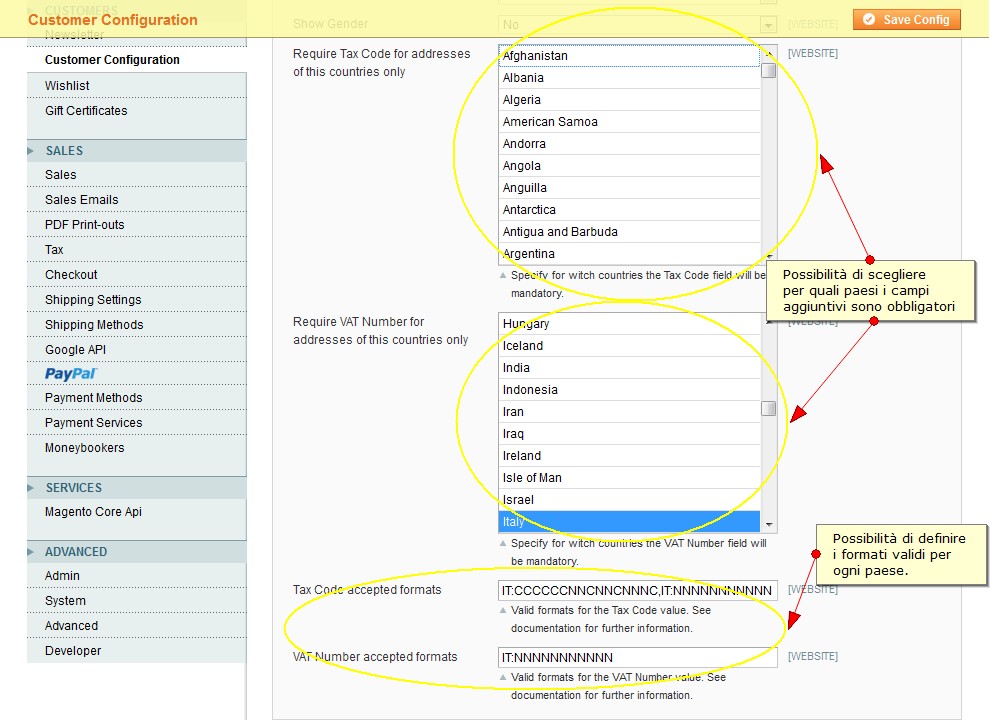 CUSTOMERS
Customer Configuration
Save Config
Newsletter
Customer Configuration
Wishlist
Gift Certificates
SALES
Sales
Sales Emails
PDF Print-outs
Tax
Checkout
Shipping Settings
Shipping Methods
Google API
PayPal
Payment Methods
Payment Services
Moneybookers
SERVICES
Magento Core Api
ADVANCED
Admin
System
Advanced
Developer
Show Gender
No
[WEBSITE]
Require Tax Code for addresses
of this countries only
Afghanistan
Albania
Algeria
American Samoa
Andorra
Angola
Anguilla
Antarctica
Antigua and Barbuda
Argentina
[WEBSITE]
Specify for witch countries the Tax Code field will be
mandatory.
Possibilità di scegliere
per quali paesi i campi
aggiuntivi sono obbligatori
Require VAT Number for
addresses of this countries only
Hungary
Iceland
India
Indonesia
Iran
Iraq
Ireland
Isle of Man
Israel
Italy
[WEBSITE]
Specify for witch countries the VAT Number field will
be mandatory.
Possibilità di definire
i formati validi per
ogni paese.
Tax Code accepted formats
IT:CCCCCCNNCNNCNNNC,IT:NNNNNNNNNNN
[WEBSITE]
Valid formats for the Tax Code value. See
documentation for further information.
VAT Number accepted formats
IT:NNNNNNNNNNN
[WEBSITE]
Valid formats for the VAT Number value. See
documentation for further information.